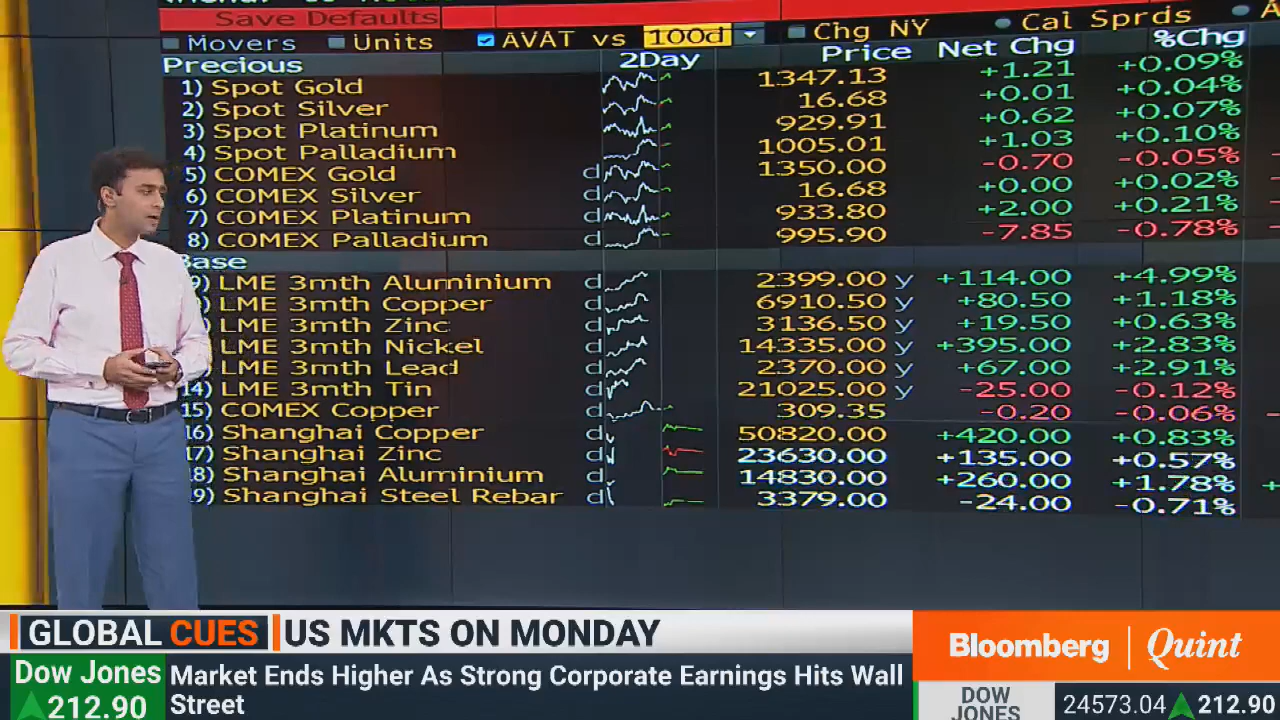 Save Defaults
Movers Units AVAT vs 100d Chg NY Cal Sprds
Precious 2Day Price Net Chg %Chg
1) Spot Gold 1347.13 +1.21 +0.09%
2) Spot Silver 16.68 +0.01 +0.04%
3) Spot Platinum 929.91 +0.62 +0.07%
4) Spot Palladium 1005.01 +1.03 +0.10%
5) COMEX Gold d 1350.00 -0.70 -0.05%
6) COMEX Silver d 16.68 +0.00 +0.02%
7) COMEX Platinum d 933.80 +2.00 +0.21%
8) COMEX Palladium d 995.90 -7.85 -0.78%
Base
9) LME 3mth Aluminium d 2399.00 y +114.00 +4.99%
) LME 3mth Copper d 6910.50 y +80.50 +1.18%
) LME 3mth Zinc d 3136.50 y +19.50 +0.63%
) LME 3mth Nickel d 14335.00 y +395.00 +2.83%
) LME 3mth Lead d 2370.00 y +67.00 +2.91%
14) LME 3mth Tin d 21025.00 y -25.00 -0.12%
15) COMEX Copper d 309.35 -0.20 -0.06%
16) Shanghai Copper d 50820.00 +420.00 +0.83%
17) Shanghai Zinc d 23630.00 +135.00 +0.57%
18) Shanghai Aluminium d 14830.00 +260.00 +1.78%
19) Shanghai Steel Rebar d 3379.00 -24.00 -0.71%
GLOBAL CUES US MKTS ON MONDAY
Bloomberg | Quint
Dow Jones 212.90
Market Ends Higher As Strong Corporate Earnings Hits Wall
Street
DOW JONES 24573.04 212.90